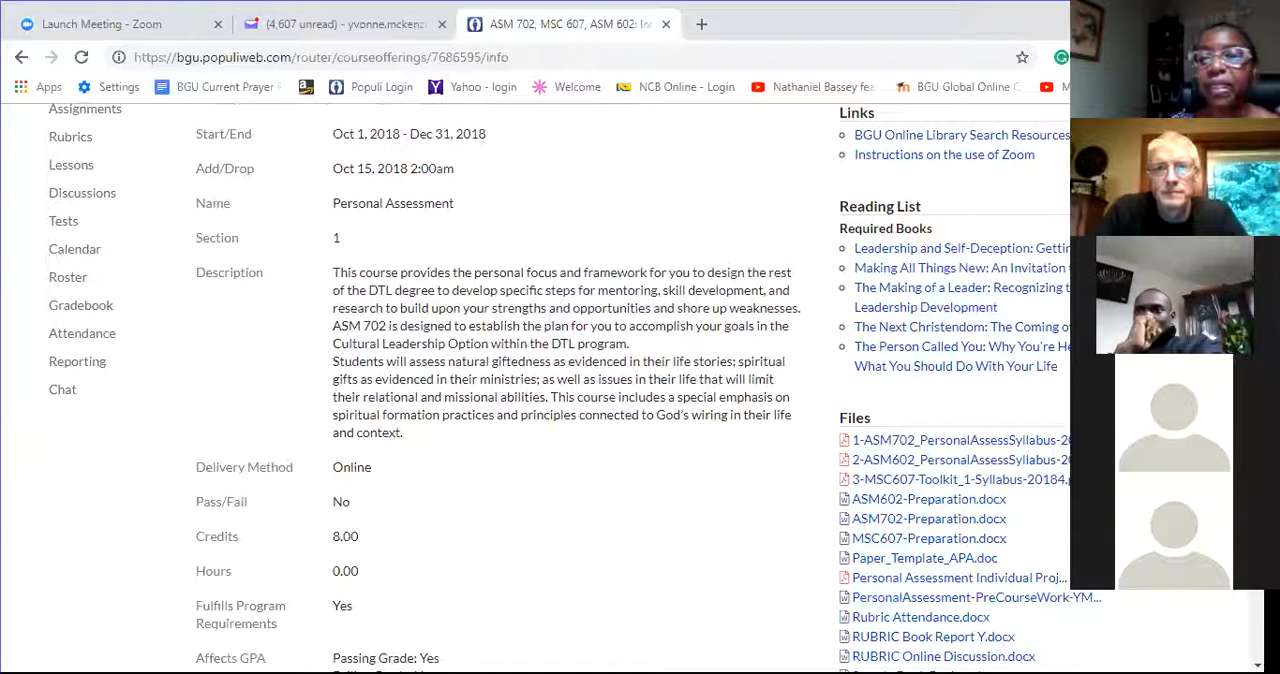 Launch Meeting - Zoom
(4,607 unread) - yvonne.mckenzi
ASM 702, MSC 607, ASM 602: In
https://bgu.populiweb.com/router/courseofferings/7686595/info
Apps
Settings
BGU Current Prayer F
Populi Login
Yahoo - login
Welcome
NCB Online - Login
Nathaniel Bassey fea
BGU Global Online C
M
Assignments
Rubrics
Lessons
Discussions
Tests
Calendar
Roster
Gradebook
Attendance
Reporting
Chat
Start/End Oct 1, 2018 - Dec 31, 2018
Add/Drop Oct 15, 2018 2:00am
Name Personal Assessment
Section 1
Description This course provides the personal focus and framework for you to design the rest
of the DTL degree to develop specific steps for mentoring, skill development, and
research to build upon your strengths and opportunities and shore up weaknesses.
ASM 702 is designed to establish the plan for you to accomplish your goals in the
Cultural Leadership Option within the DTL program.
Students will assess natural giftedness as evidenced in their life stories; spiritual
gifts as evidenced in their ministries; as well as issues in their life that will limit
their relational and missional abilities. This course includes a special emphasis on
spiritual formation practices and principles connected to God's wiring in their life
and context.
Delivery Method Online
Pass/Fail No
Credits 8.00
Hours 0.00
Fulfills Program Yes
Requirements
Affects GPA Passing Grade: Yes
Links
BGU Online Library Search Resources
Instructions on the use of Zoom
Reading List
Required Books
Leadership and Self-Deception: Gettin
Making All Things New: An Invitation
The Making of a Leader: Recognizing t
Leadership Development
The Next Christendom: The Coming o
The Person Called You: Why You're He
What You Should Do With Your Life
Files
1-ASM702_PersonalAssessSyllabus-20
2-ASM602_PersonalAssessSyllabus-20
3-MSC607-Toolkit_1-Syllabus-20184.p
ASM602-Preparation.docx
ASM702-Preparation.docx
MSC607-Preparation.docx
Paper_Template_APA.doc
Personal Assessment Individual Proj...
PersonalAssessment-PreCourseWork-YM...
Rubric Attendance.docx
RUBRIC Book Report Y.docx
RUBRIC Online Discussion.docx